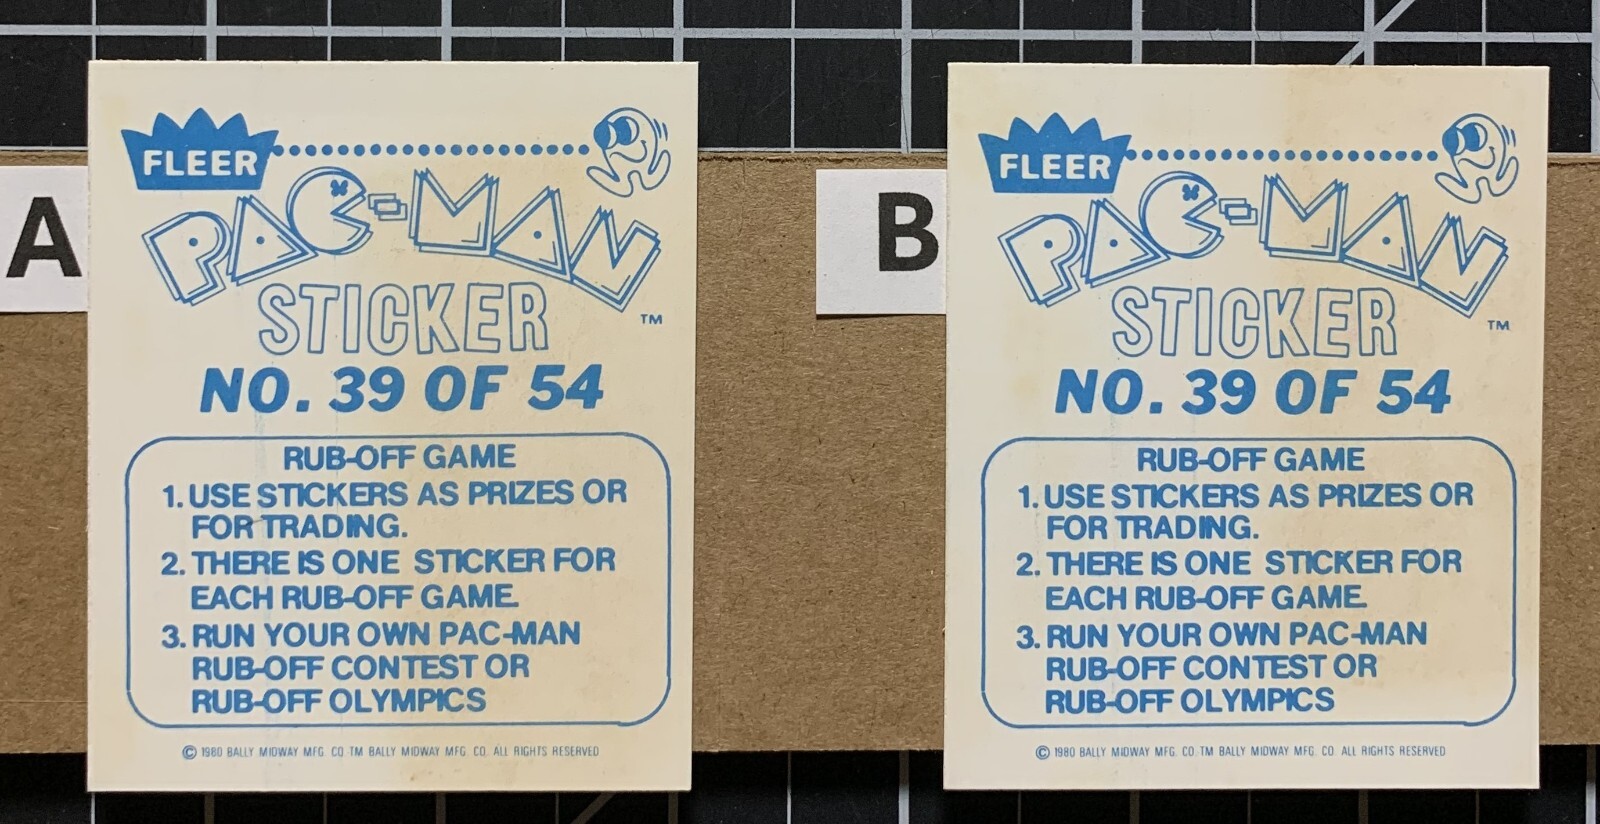 A
FLEER
PAC-MAN
STICKER
TM
NO. 39 OF 54
RUB-OFF GAME
1. USE STICKERS AS PRIZES OR
FOR TRADING.
2. THERE IS ONE STICKER FOR
EACH RUB-OFF GAME.
3. RUN YOUR OWN PAC-MAN
RUB-OFF CONTEST OR
RUB-OFF OLYMPICS
© 1980 BALLY MIDWAY MFG. CO. TM BALLY MIDWAY MFG. CO. ALL RIGHTS RESERVED
B
FLEER
PAC-MAN
STICKER
TM
NO. 39 OF 54
RUB-OFF GAME
1. USE STICKERS AS PRIZES OR
FOR TRADING.
2. THERE IS ONE STICKER FOR
EACH RUB-OFF GAME.
3. RUN YOUR OWN PAC-MAN
RUB-OFF CONTEST OR
RUB-OFF OLYMPICS
© 1980 BALLY MIDWAY MFG. CO. TM BALLY MIDWAY MFG. CO. ALL RIGHTS RESERVED